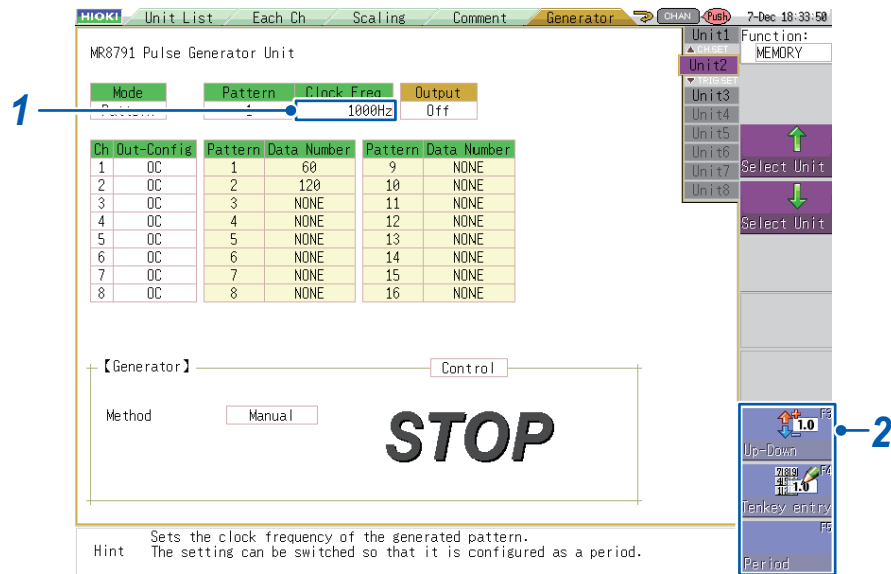 HIOKI Unit List Each Ch Scaling Comment Generator CHAN Push 7-Dec 18:33:50
Unit1 Function:
▲ CH.SET MEMORY
MR8791 Pulse Generator Unit
Unit2
▼ TRIG.SET
Mode Pattern Clock Freq Output Unit3
1 Pattern 1 1000Hz Off Unit4
Unit5
Ch Out-Config Pattern Data Number Pattern Data Number Unit6
1 OC 1 60 9 NONE Unit7 Select Unit
2 OC 2 120 10 NONE Unit8
3 OC 3 NONE 11 NONE
4 OC 4 NONE 12 NONE Select Unit
5 OC 5 NONE 13 NONE
6 OC 6 NONE 14 NONE
7 OC 7 NONE 15 NONE
8 OC 8 NONE 16 NONE
【Generator】 Control
Method Manual STOP
F3 1.0 2
Up-Down
F4 1.0
Tenkey entry
F5
Period
Hint Sets the clock frequency of the generated pattern.
The setting can be switched so that it is configured as a period.